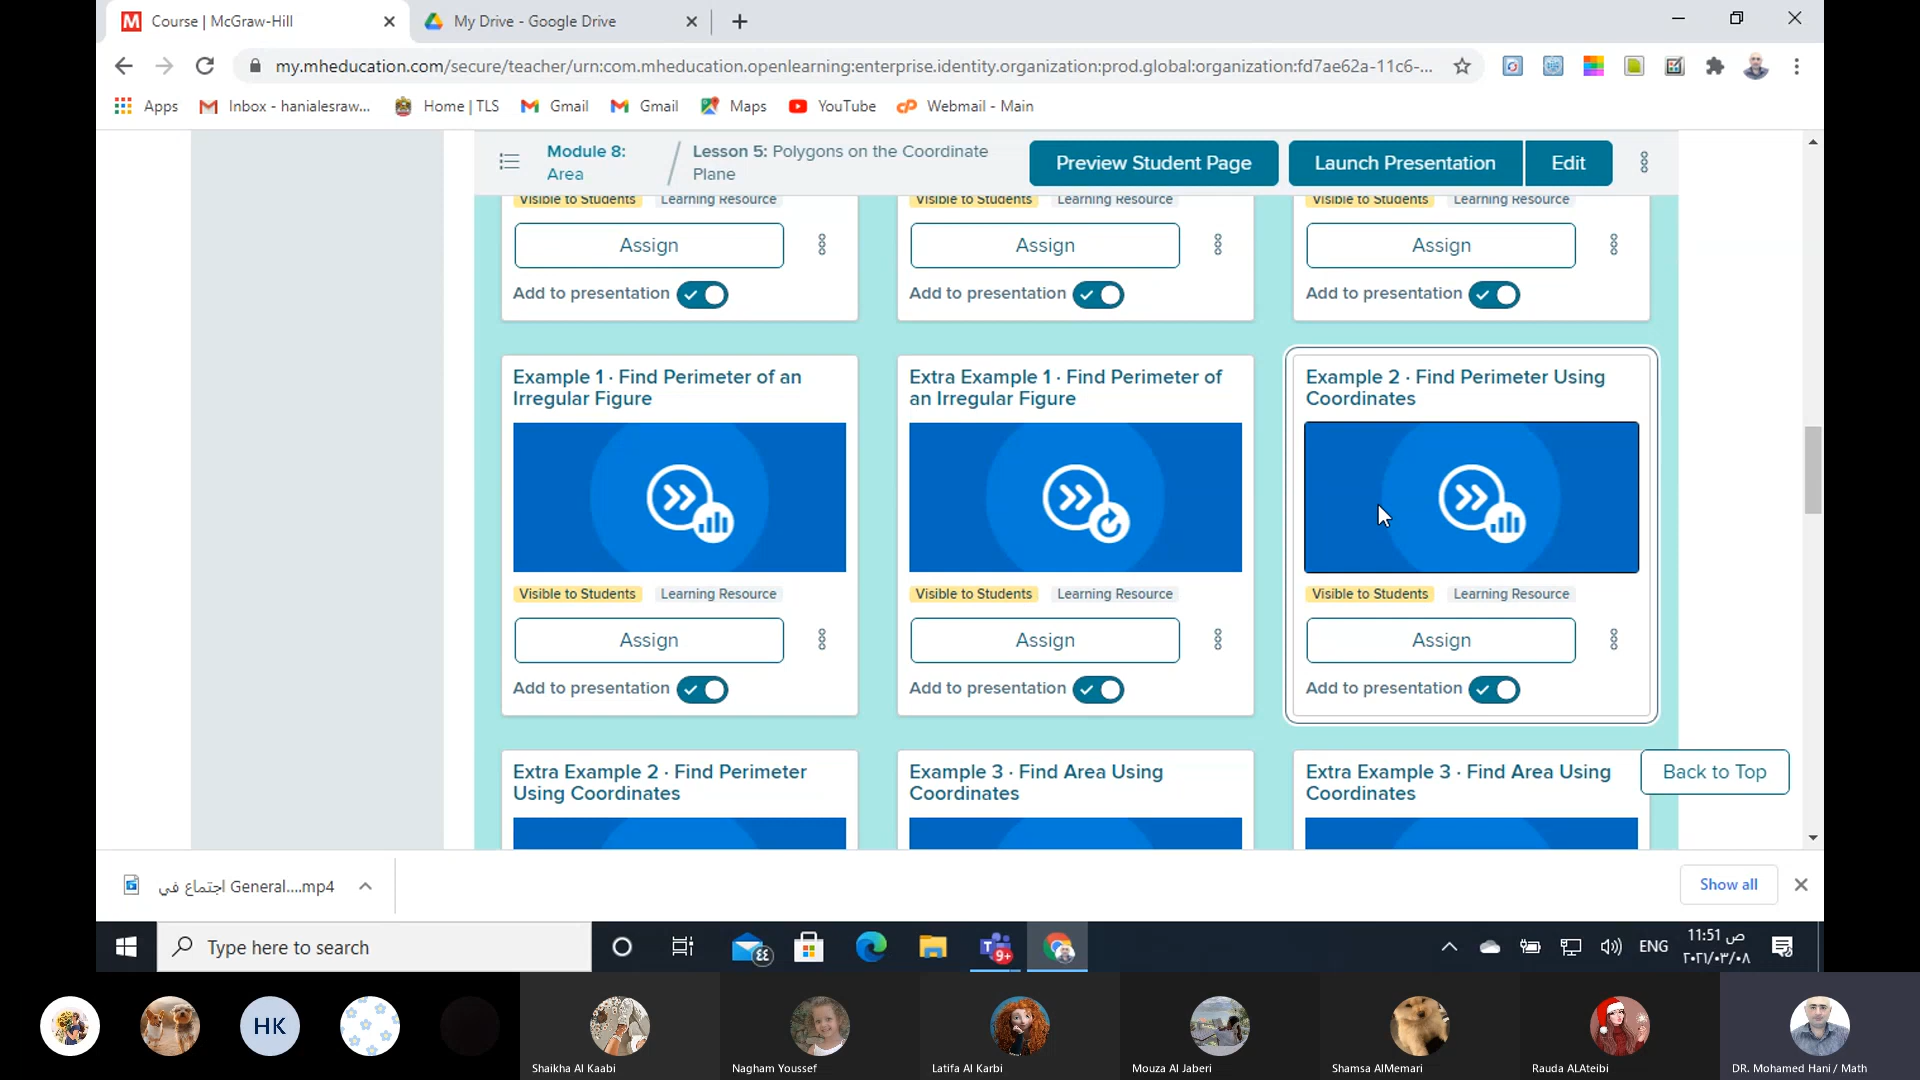 Course | McGraw-Hill
My Drive - Google Drive
my.mheducation.com/secure/teacher/urn:com.mheducation.openlearning:enterprise.identity.organization:prod.global:organization:fd7ae62a-11c6-...
Apps
Inbox - hanialesraw...
Home | TLS
Gmail
Gmail
Maps
YouTube
Webmail - Main
Module 8:
Area
Lesson 5: Polygons on the Coordinate
Plane
Preview Student Page
Launch Presentation
Edit
Visible to Students
Learning Resource
Visible to Students
Learning Resource
Visible to Students
Learning Resource
Assign
Assign
Assign
Add to presentation
Add to presentation
Add to presentation
Example 1 · Find Perimeter of an
Irregular Figure
Extra Example 1 · Find Perimeter of
an Irregular Figure
Example 2 · Find Perimeter Using
Coordinates
Visible to Students
Learning Resource
Visible to Students
Learning Resource
Visible to Students
Learning Resource
Assign
Assign
Assign
Add to presentation
Add to presentation
Add to presentation
Extra Example 2 · Find Perimeter
Using Coordinates
Example 3 · Find Area Using
Coordinates
Extra Example 3 · Find Area Using
Coordinates
Back to Top
اجتماع في General....mp4
Show all
Type here to search
٤٤
9+
ENG
11:51 ص
٢٠٢١/٠٣/٠٨
HK
Shaikha Al Kaabi
Nagham Youssef
Latifa Al Karbi
Mouza Al Jaberi
Shamsa AlMemari
Rauda ALAteibi
DR. Mohamed Hani / Math